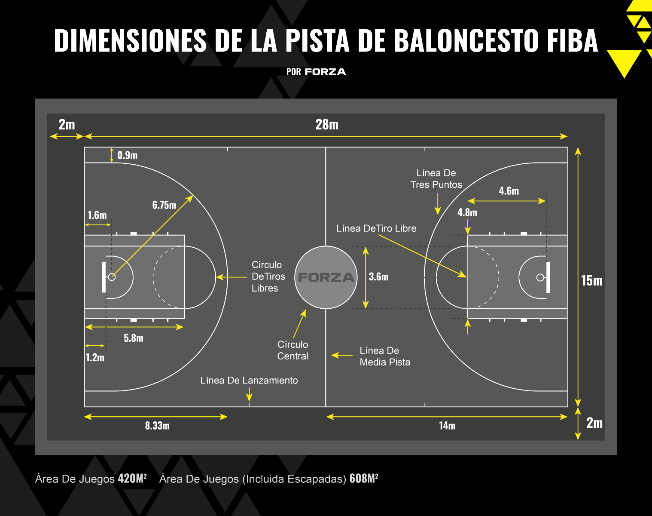 DIMENSIONES DE LA PISTA DE BALONCESTO FIBA
POR FORZA
2m
28m
0.9m
6.75m
1.6m
Línea De
Tres Puntos
4.6m
4.8m
Línea DeTiro Libre
Círculo
DeTiros
Libres
FORZA
3.6m
15m
5.8m
1.2m
Círculo
Central
Línea De
Media Pista
Línea De Lanzamiento
8.33m
14m
2m
Área De Juegos 420M² Área De Juegos (Incluida Escapadas) 608M²